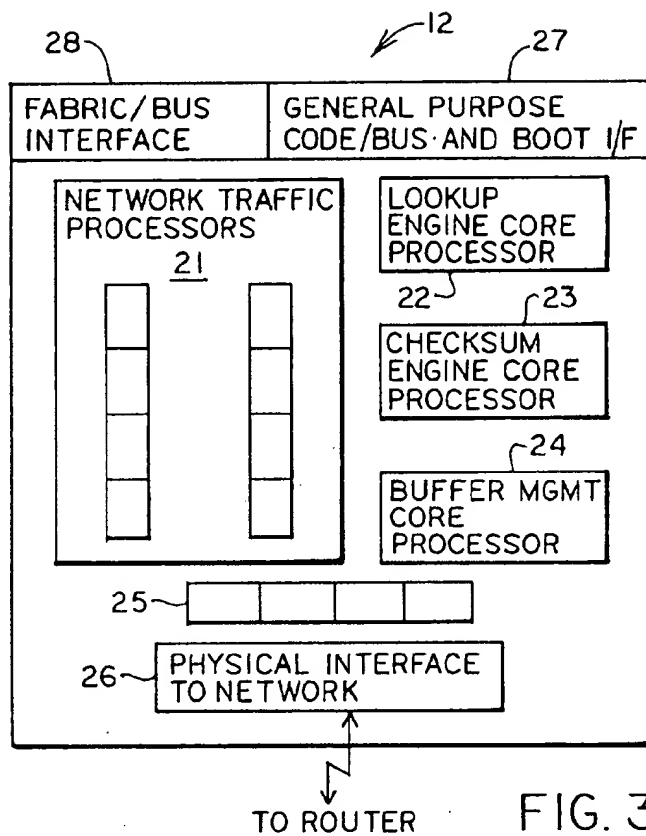 28
12
27
FABRIC/BUS
INTERFACE
GENERAL PURPOSE
CODE/BUS·AND BOOT I/F
NETWORK TRAFFIC
PROCESSORS
21
LOOKUP
ENGINE CORE
PROCESSOR
22
23
CHECKSUM
ENGINE CORE
PROCESSOR
24
BUFFER MGMT
CORE
PROCESSOR
25
26
PHYSICAL INTERFACE
TO NETWORK
TO ROUTER
FIG. 3